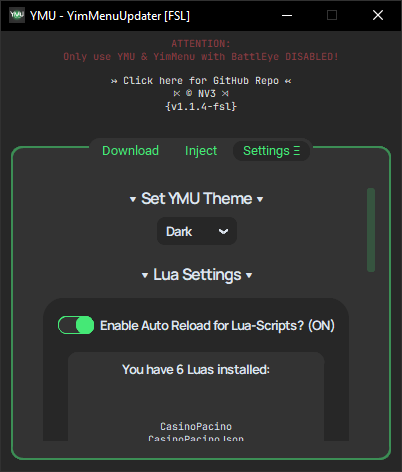 YMU - YimMenuUpdater [FSL]
ATTENTION:
Only use YMU & YimMenu with BattlEye DISABLED!
⤖ Click here for GitHub Repo ⬻
⪤ © NV3 ⪥
{v1.1.4-fsl}
Download Inject Settings Ξ
▾ Set YMU Theme ▾
Dark
▾ Lua Settings ▾
Enable Auto Reload for Lua-Scripts? (ON)
You have 6 Luas installed:
CasinoPacino
CasinoPacinoJson